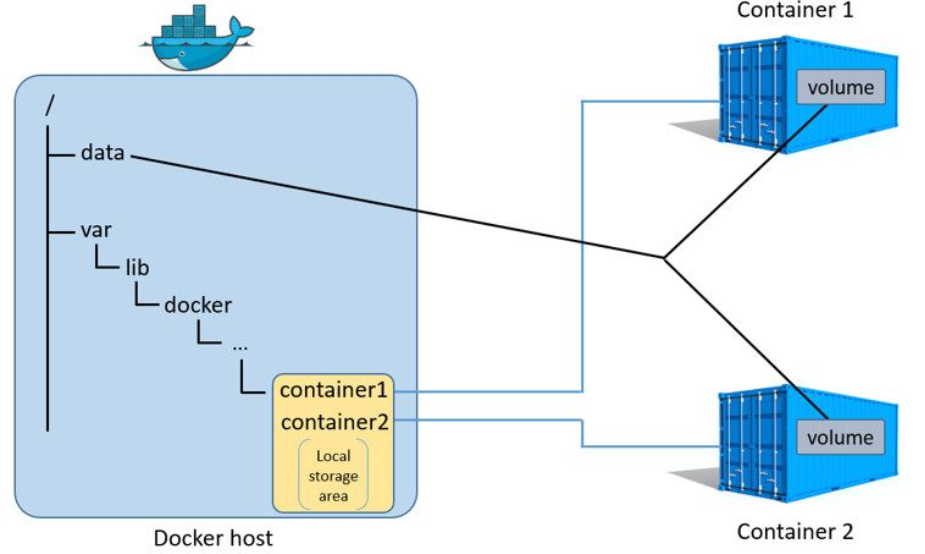 Container 1
volume
/
data
var
lib
docker
...
container1
container2
Local
storage
area
volume
Docker host
Container 2